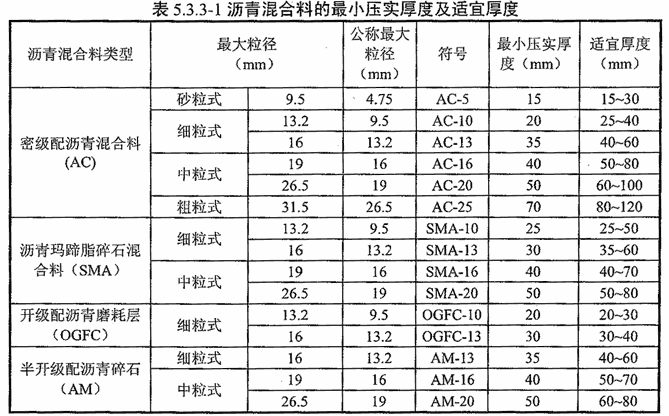 表 5.3.3-1 沥青混合料的最小压实厚度及适宜厚度
沥青混合料类型 最大粒径（mm） 公称最大粒径（mm） 符号 最小压实厚度（mm） 适宜厚度（mm）
密级配沥青混合料(AC) 砂粒式 9.5 4.75 AC-5 15 15~30
细粒式 13.2 9.5 AC-10 20 25~40
16 13.2 AC-13 35 40~60
中粒式 19 16 AC-16 40 50~80
26.5 19 AC-20 50 60~100
粗粒式 31.5 26.5 AC-25 70 80~120
沥青玛蹄脂碎石混合料（SMA） 细粒式 13.2 9.5 SMA-10 25 25~50
16 13.2 SMA-13 30 35~60
中粒式 19 16 SMA-16 40 40~70
26.5 19 SMA-20 50 50~80
开级配沥青磨耗层（OGFC） 细粒式 13.2 9.5 OGFC-10 20 20~30
16 13.2 OGFC-13 30 30~40
半开级配沥青碎石（AM） 细粒式 16 13.2 AM-13 35 40~60
中粒式 19 16 AM-16 40 50~70
26.5 19 AM-20 50 60~80